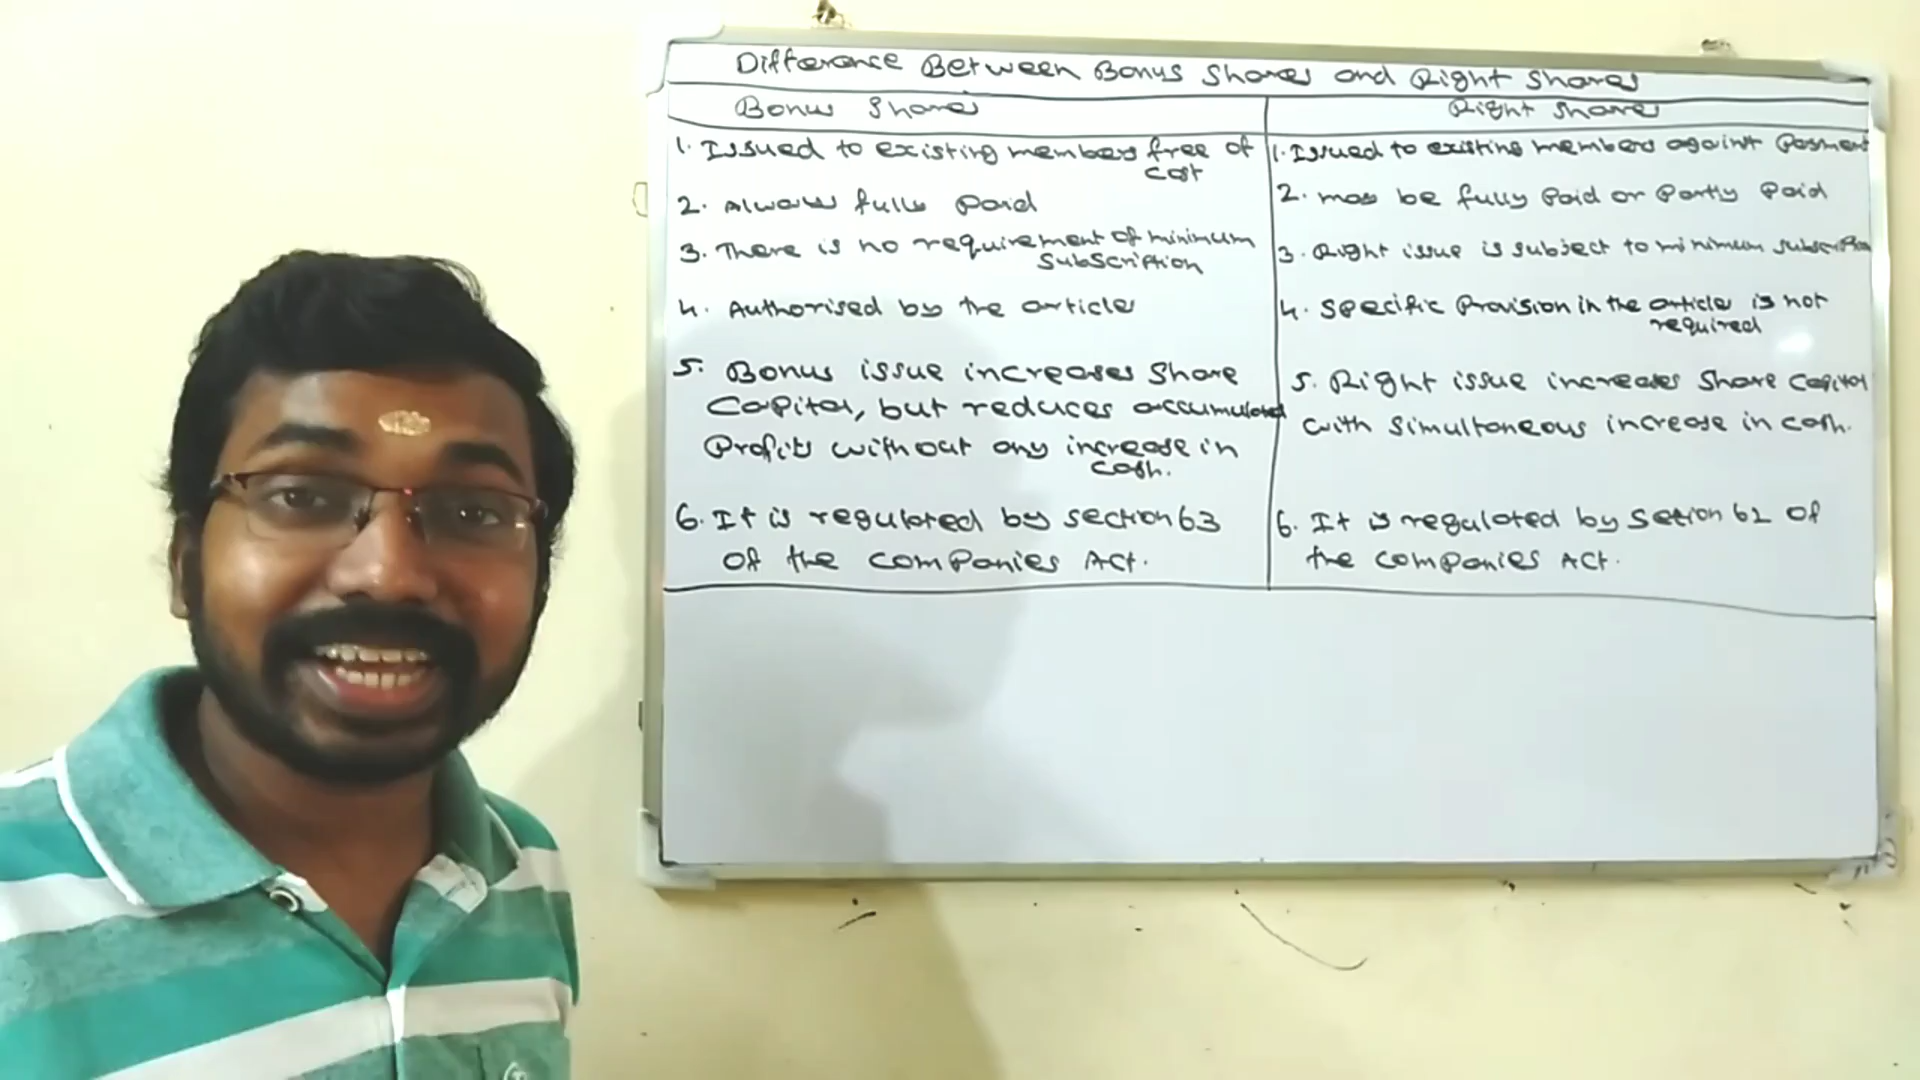 Difference Between Bonus Shares and Right Shares
Bonus Shares
1. Issued to existing members free of
cost
2. Always fully paid
3. There is no requirement of minimum
subscription
4. Authorised by the article
5. Bonus issue increases Share
Capital, but reduces accumulated
Profits without any increase in
cash.
6. It is regulated by section 63
of the companies Act.
Right Shares
1. Issued to existing members against Payment
2. may be fully Paid or Partly Paid
3. Right issue is subject to minimum subscription
4. Specific Provision in the article is not
required
5. Right issue increases Share Capital
with simultaneous increase in cash.
6. It is regulated by Setion 62 of
the companies Act.